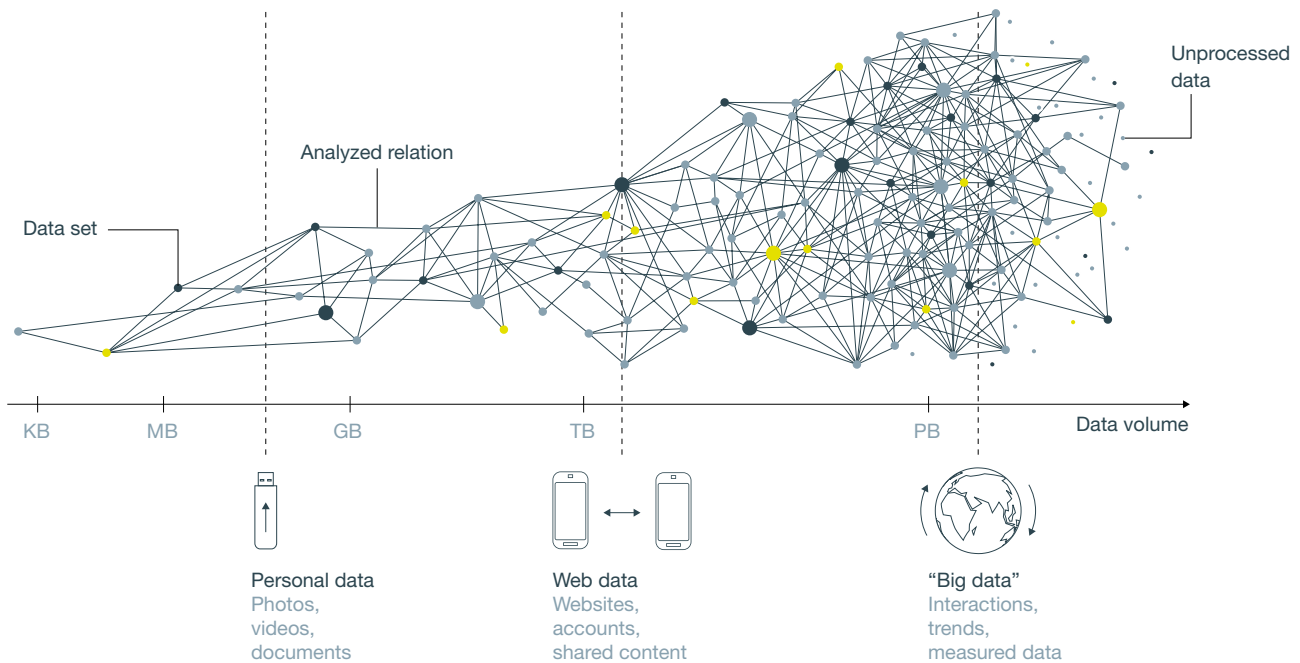 Unprocessed
data
Analyzed relation
Data set
KB
MB
GB
TB
PB
Data volume
Personal data
Photos,
videos,
documents
Web data
Websites,
accounts,
shared content
“Big data”
Interactions,
trends,
measured data